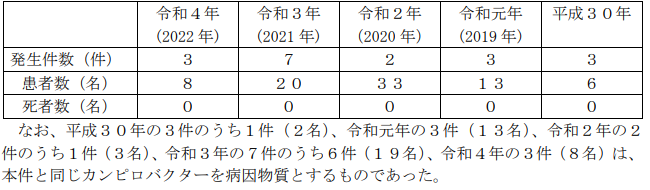 令和４年 令和３年 令和２年 令和元年 平成３０年
（2022 年） （2021 年） （2020 年） （2019 年）
発生件数（件） ３ ７ ２ ３ ３
患者数（名） ８ ２０ ３３ １３ ６
死者数（名） ０ ０ ０ ０ ０
なお、平成３０年の３件のうち１件（２名）、令和元年の３件（１３名）、令和２年の２
件のうち１件（３名）、令和３年の７件のうち６件（１９名）、令和４年の３件（８名）は、
本件と同じカンピロバクターを病因物質とするものであった。